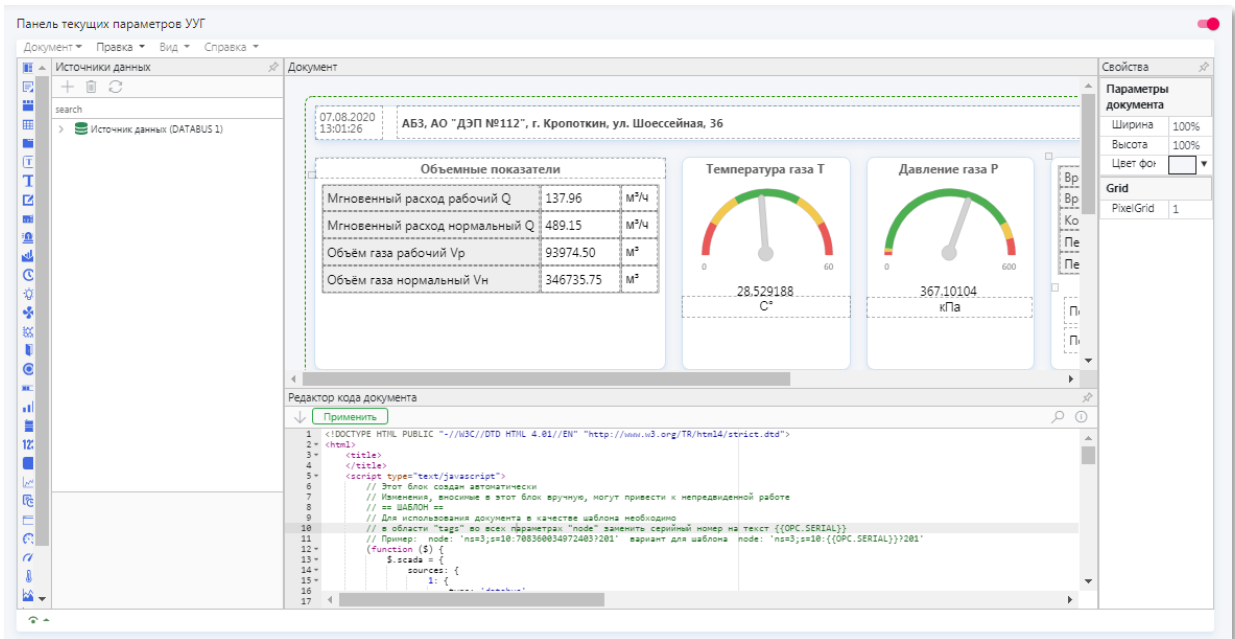 Панель текущих параметров УУГ
Документ Правка Вид Справка
Источники данных
search
Источник данных (DATABUS 1)
Документ
07.08.2020
13:01:26
АБЗ, АО "ДЭП №112", г. Кропоткин, ул. Шоессейная, 36
Объемные показатели
Мгновенный расход рабочий Q 137.96 м³/ч
Мгновенный расход нормальный Q 489.15 м³/ч
Объём газа рабочий Vр 93974.50 м³
Объём газа нормальный Vн 346735.75 м³
Температура газа Т
0 60
28.529188
С°
Давление газа Р
0 600
367.10104
кПа
Вр
Вр
Ко
Пе
Пе
П
П
Свойства
Параметры
документа
Ширина 100%
Высота 100%
Цвет фон
Grid
PixelGrid 1
Редактор кода документа
Применить
1 <!DOCTYPE HTML PUBLIC "-//W3C//DTD HTML 4.01//EN" "http://www.w3.org/TR/html4/strict.dtd">
2 <html>
3 <title>
4 </title>
5 <script type="text/javascript">
6 // Этот блок создан автоматически
7 // Изменения, вносимые в этот блок вручную, могут привести к непредвиденной работе
8 // == ШАБЛОН ==
9 // Для использования документа в качестве шаблона необходимо
10 // в области "tags" во всех параметрах "node" заменить серийный номер на текст {{OPC.SERIAL}}
11 // Пример: node: 'ns=3;s=10:708360034972403?201' вариант для шаблона node: 'ns=3;s=10:{{OPC.SERIAL}}?201'
12 (function ($) {
13 $.scada = {
14 sources: {
15 1: {
16 type: 'databus'
17